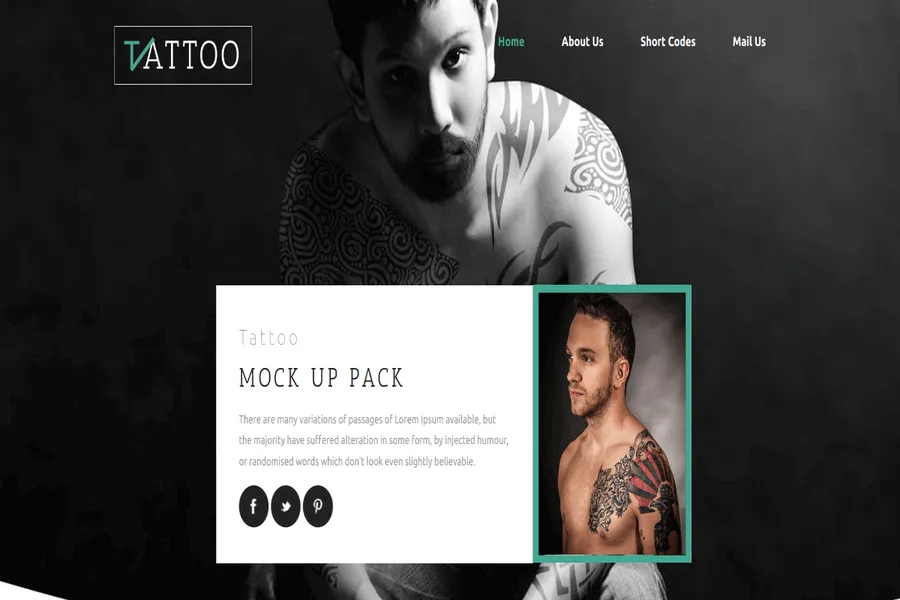 TATTOO
Home About Us Short Codes Mail Us
Tattoo
MOCK UP PACK
There are many variations of passages of Lorem Ipsum available, but
the majority have suffered alteration in some form, by injected humour,
or randomised words which don't look even slightly believable.